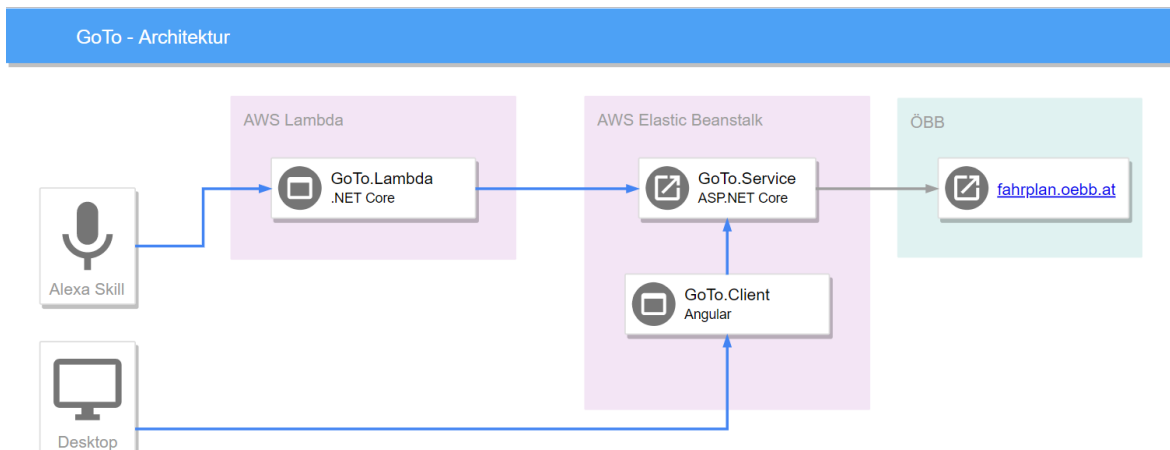 GoTo - Architektur
AWS Lambda
AWS Elastic Beanstalk
ÖBB
GoTo.Lambda
.NET Core
GoTo.Service
ASP.NET Core
fahrplan.oebb.at
Alexa Skill
GoTo.Client
Angular
Desktop